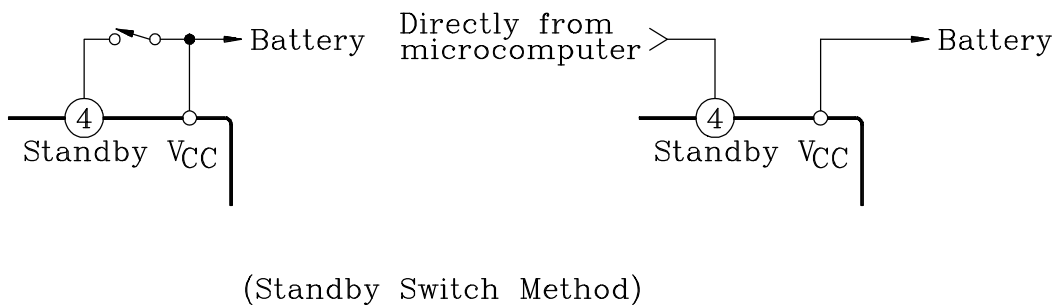 Battery
4
Standby VCC
Directly from
microcomputer
Battery
4
Standby VCC
(Standby Switch Method)